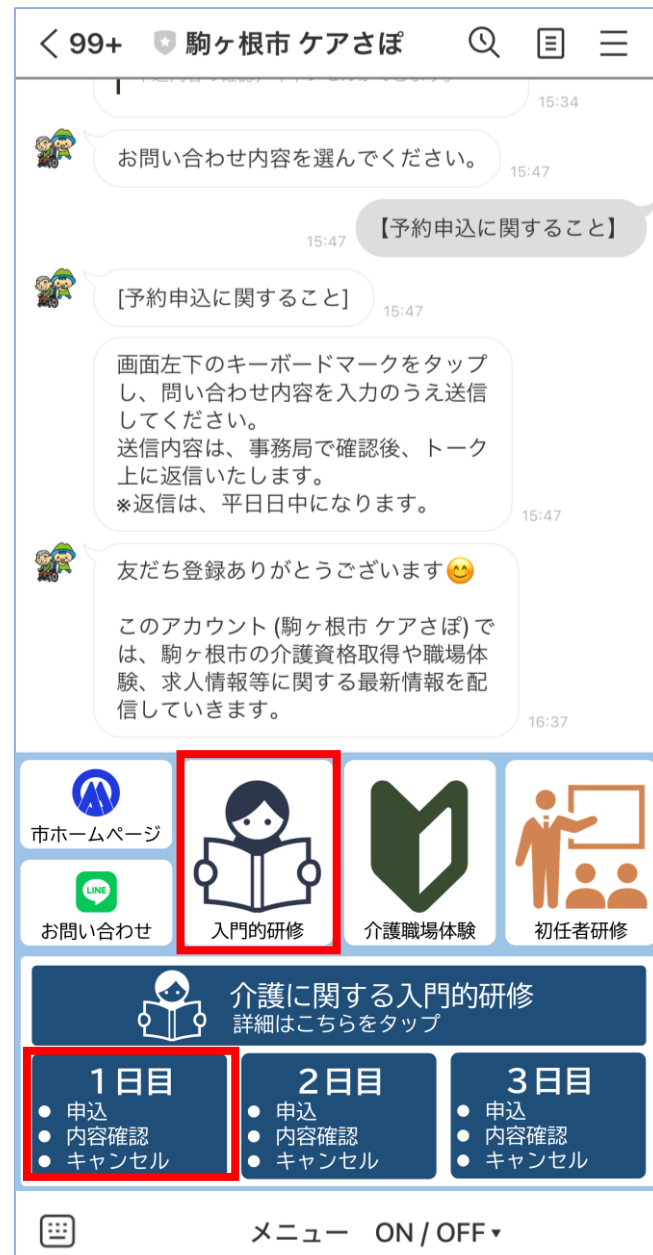 99+ 駒ヶ根市 ケアさぽ
15:34
お問い合わせ内容を選んでください。
15:47
【予約申込に関すること】
15:47
[予約申込に関すること]
15:47
画面左下のキーボードマークをタップ
し、問い合わせ内容を入力のうえ送信
してください。
送信内容は、事務局で確認後、トーク
上に返信いたします。
※返信は、平日日中になります。
15:47
友だち登録ありがとうございます😊
このアカウント (駒ヶ根市 ケアさぽ) で
は、駒ヶ根市の介護資格取得や職場体
験、求人情報等に関する最新情報を配
信していきます。
16:37
市ホームページ
LINE
お問い合わせ
入門的研修
介護職場体験
初任者研修
介護に関する入門的研修
詳細はこちらをタップ
1日目
● 申込
● 内容確認
● キャンセル
2日目
● 申込
● 内容確認
● キャンセル
3日目
● 申込
● 内容確認
● キャンセル
メニュー ON / OFF ▾